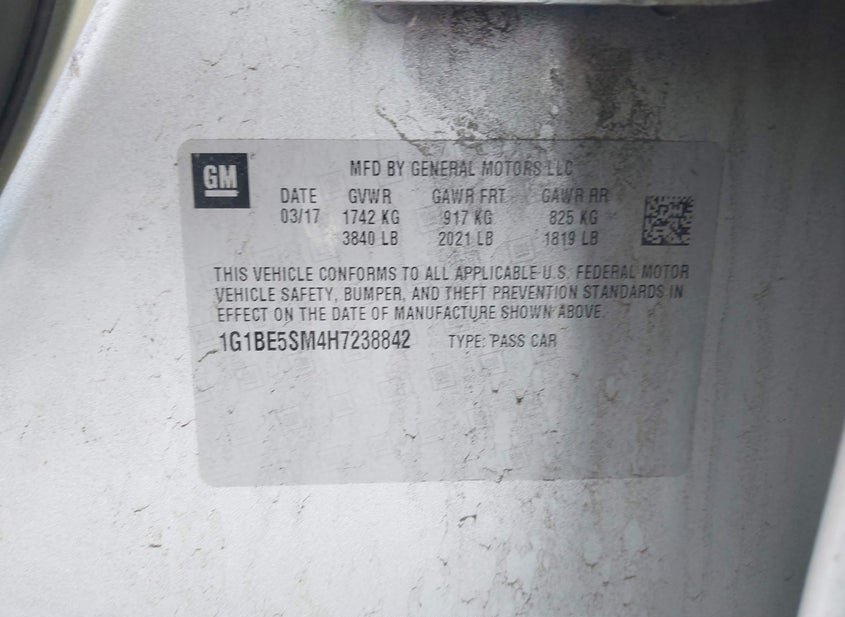 GM
MFD BY GENERAL MOTORS LLC
DATE GVWR GAWR FRT GAWR RR
03/17 1742 KG 917 KG 825 KG
3840 LB 2021 LB 1819 LB
THIS VEHICLE CONFORMS TO ALL APPLICABLE U.S. FEDERAL MOTOR
VEHICLE SAFETY, BUMPER, AND THEFT PREVENTION STANDARDS IN
EFFECT ON THE DATE OF MANUFACTURE SHOWN ABOVE.
1G1BE5SM4H7238842 TYPE: PASS CAR